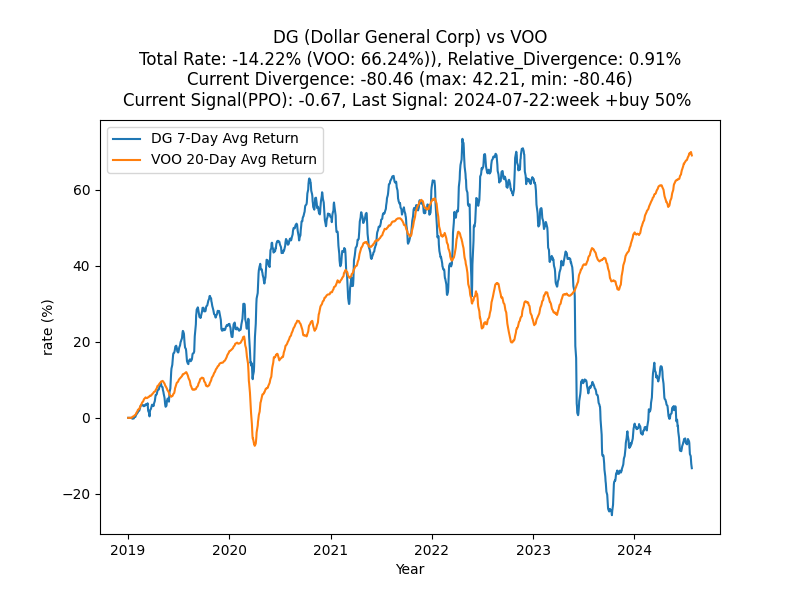 DG (Dollar General Corp) vs VOO
Total Rate: -14.22% (VOO: 66.24%)), Relative_Divergence: 0.91%
Current Divergence: -80.46 (max: 42.21, min: -80.46)
Current Signal(PPO): -0.67, Last Signal: 2024-07-22:week +buy 50%
DG 7-Day Avg Return
VOO 20-Day Avg Return
60
40
20
0
−20
rate (%)
2019 2020 2021 2022 2023 2024
Year